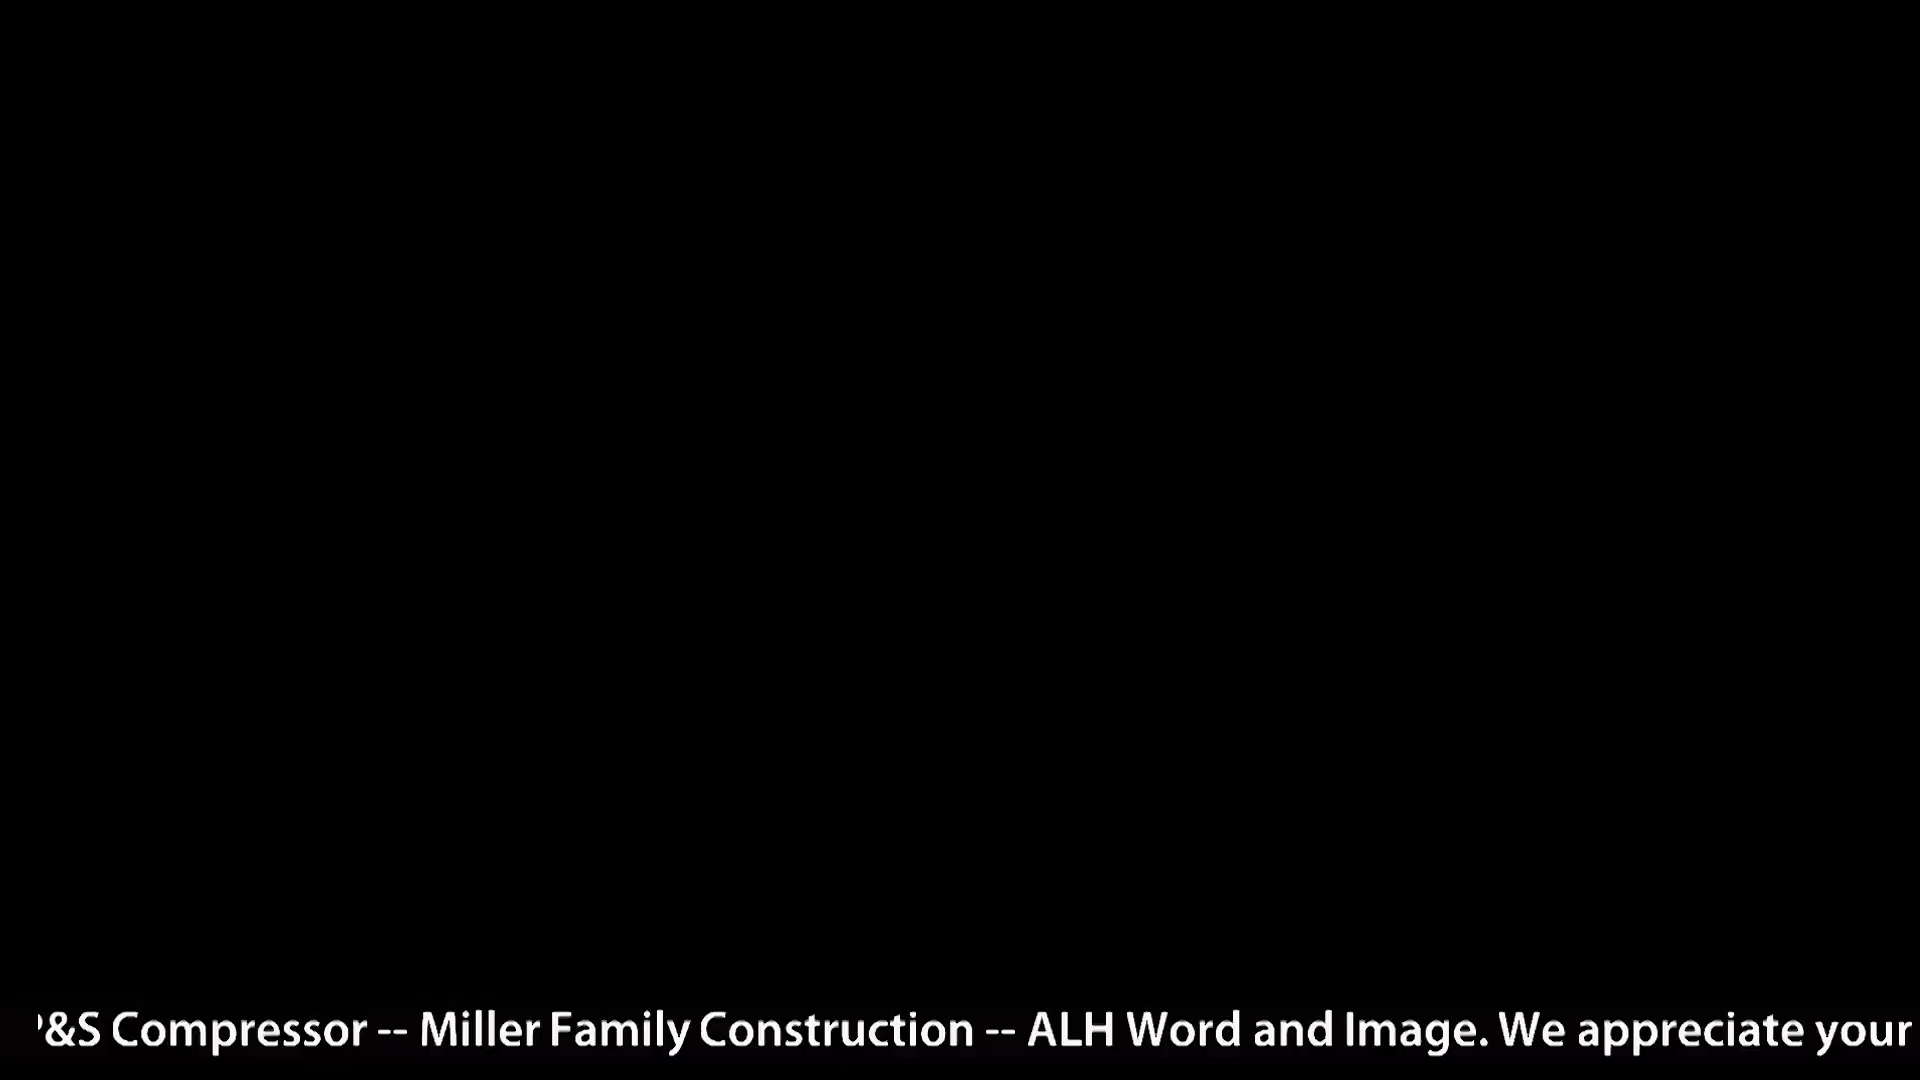 &S Compressor -- Miller Family Construction -- ALH Word and Image. We appreciate your